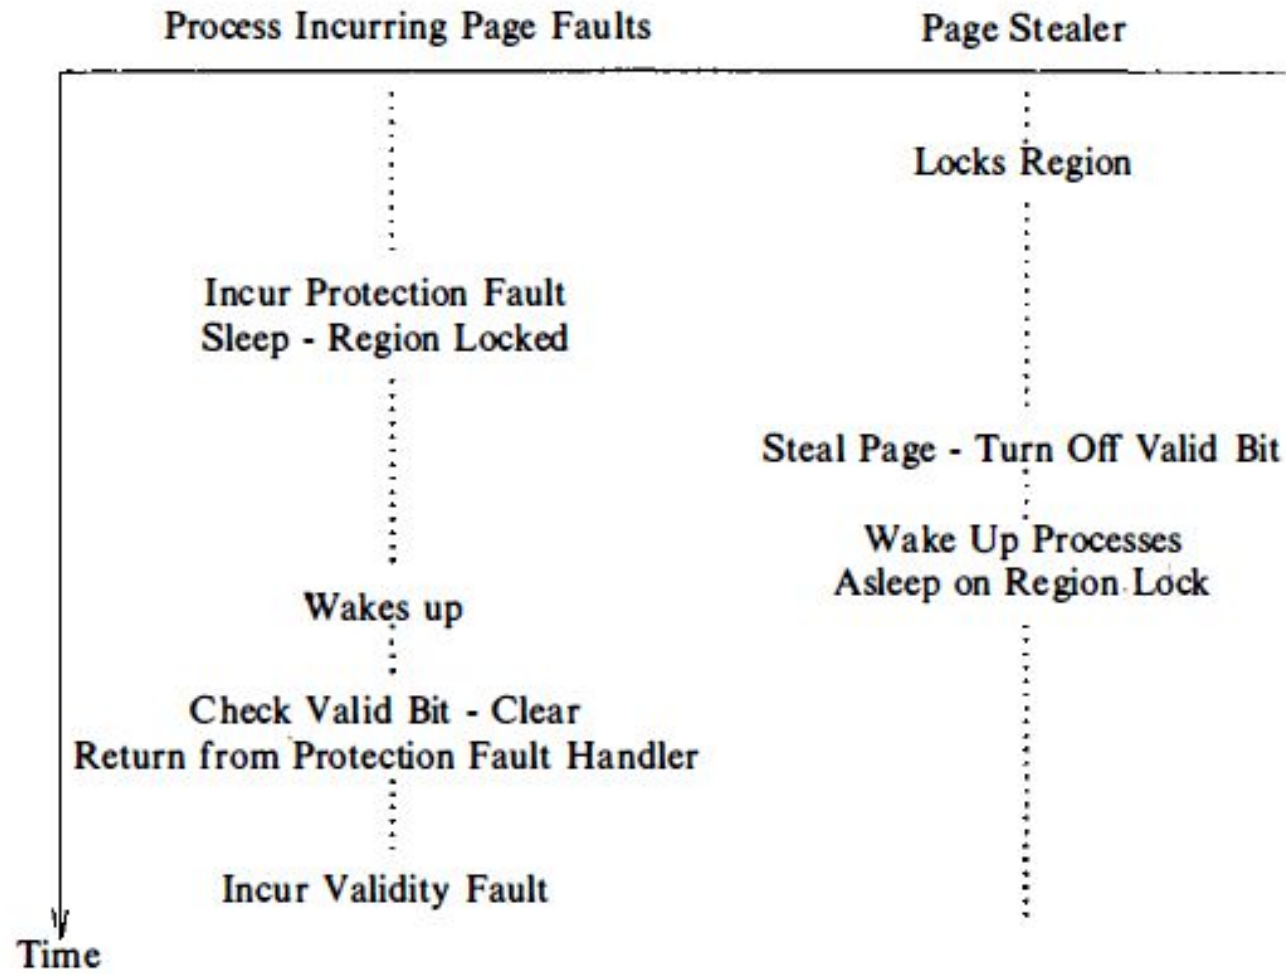 Process Incurring Page Faults
Page Stealer
Locks Region
Incur Protection Fault
Sleep - Region Locked
Steal Page - Turn Off Valid Bit
Wake Up Processes
Asleep on Region Lock
Wakes up
Check Valid Bit - Clear
Return from Protection Fault Handler
Incur Validity Fault
Time